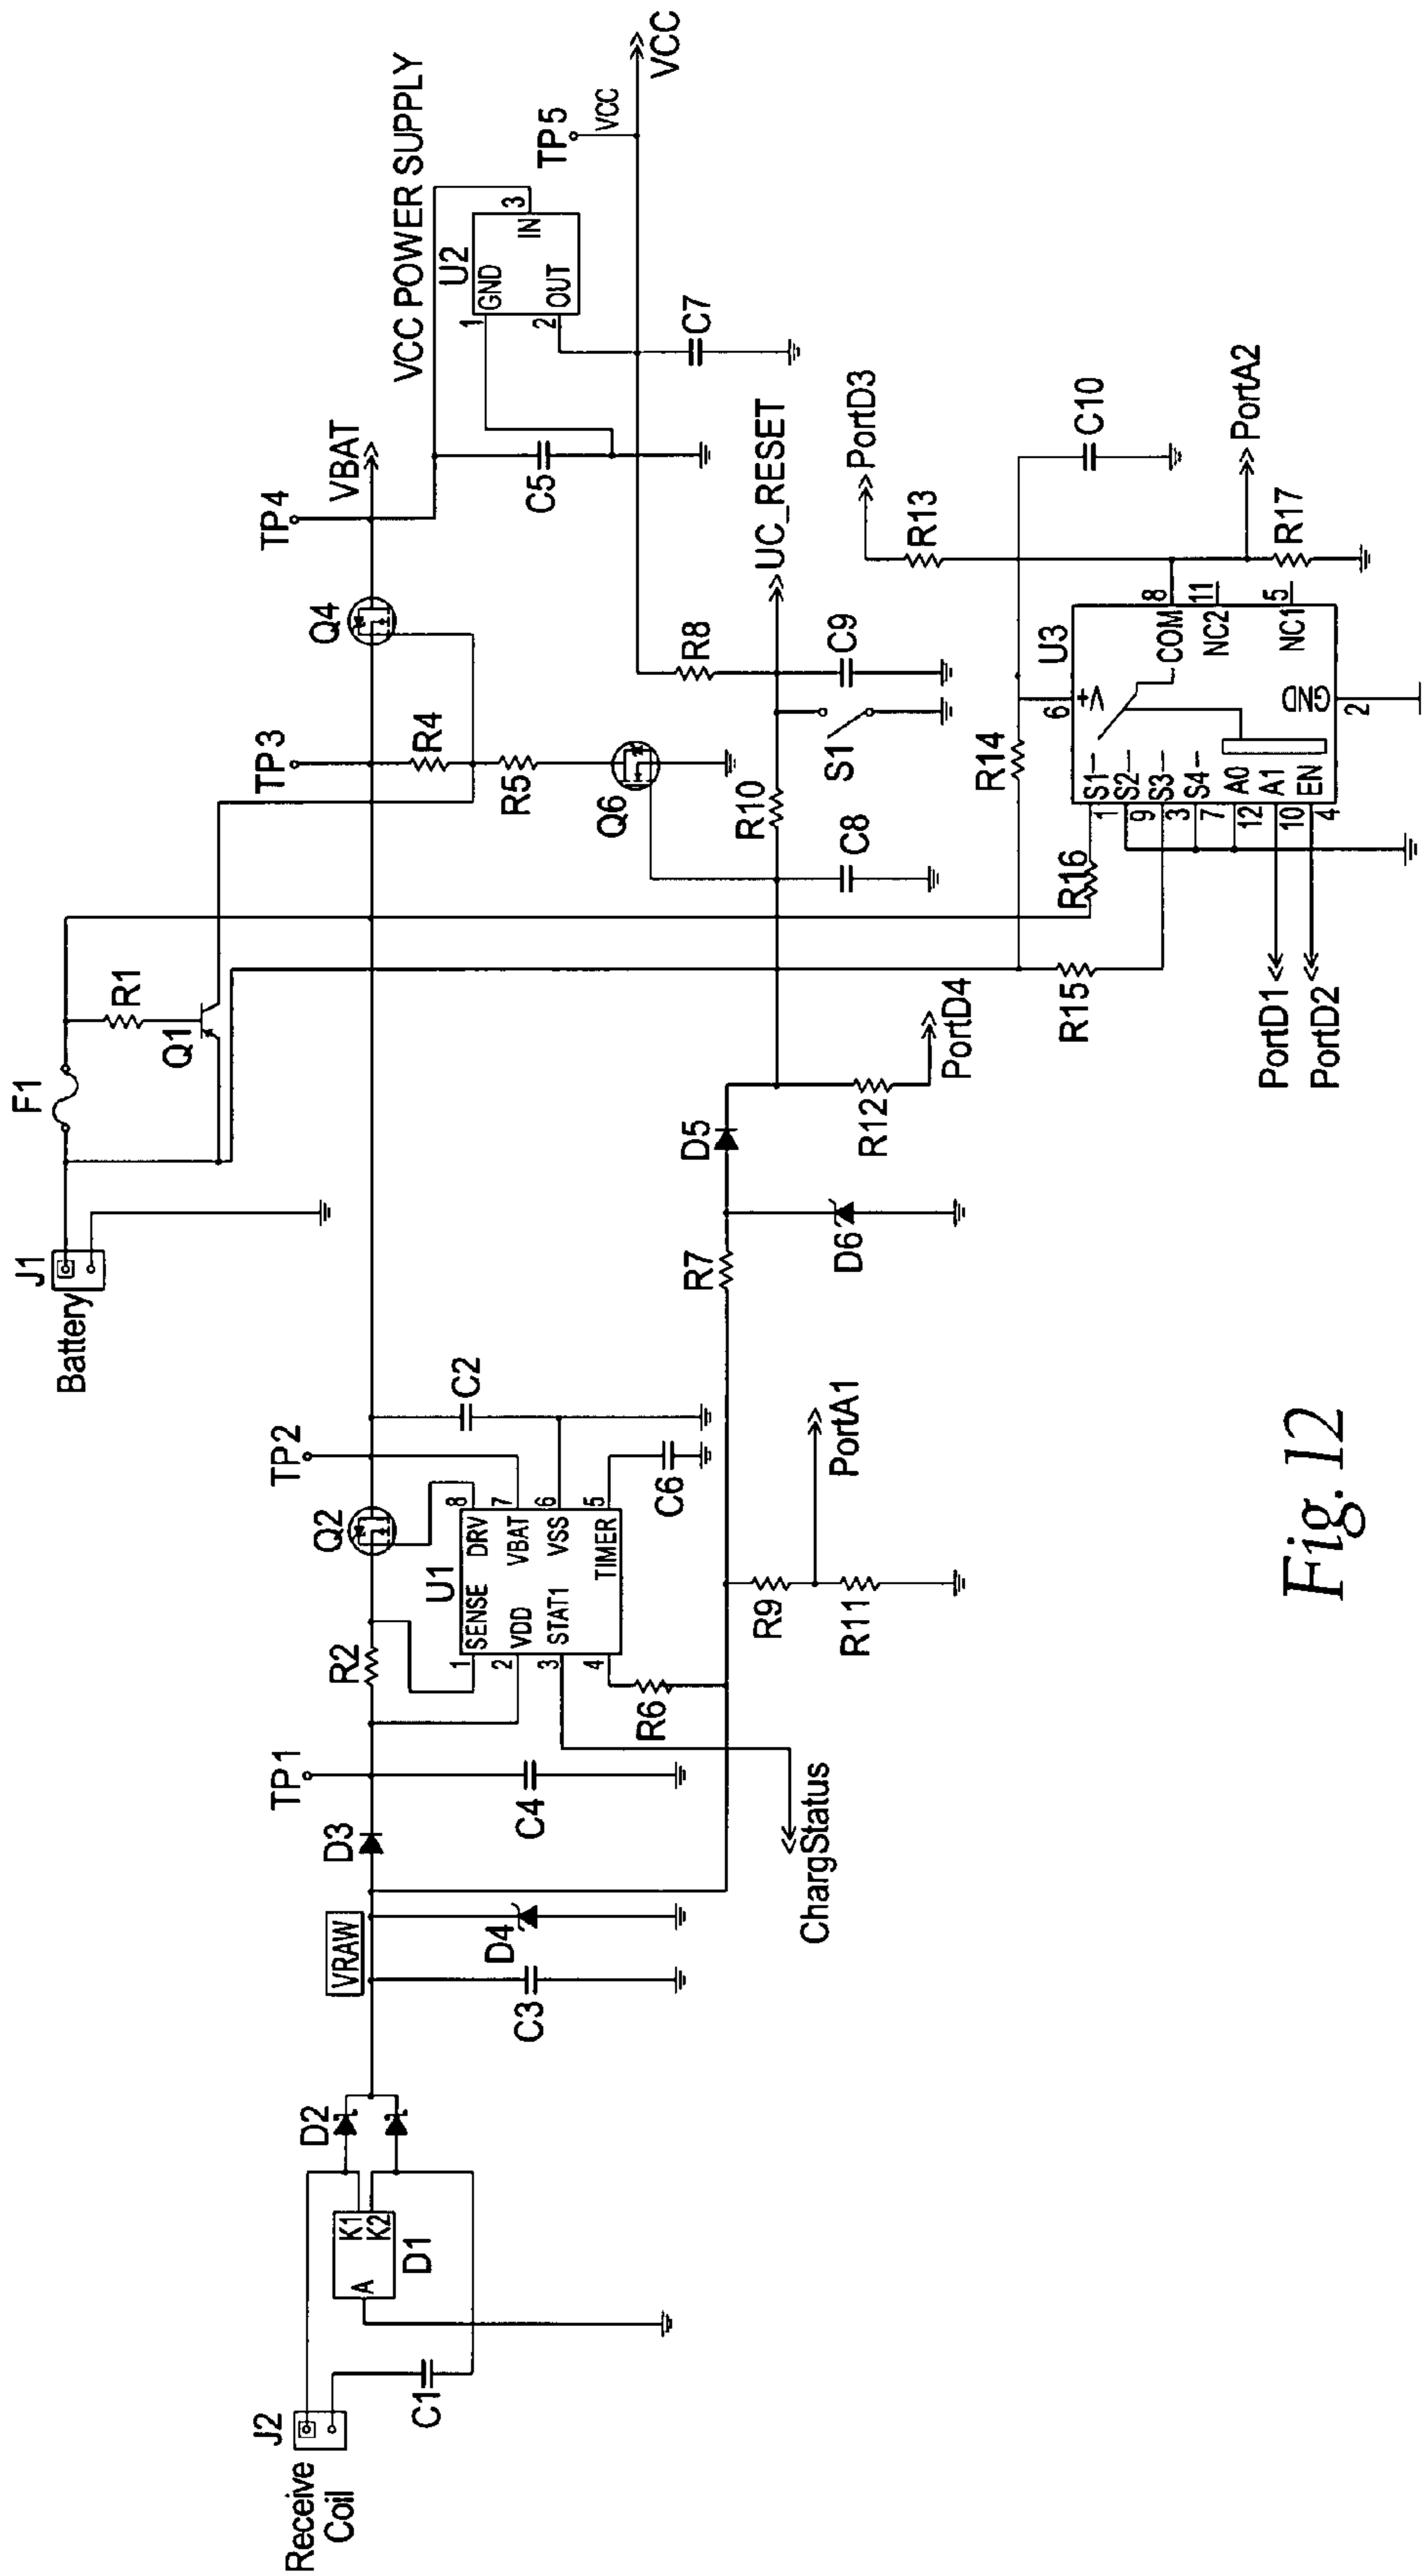 J1
Battery
F1
R1
Q1
J2
Receive
Coil
C1
D1
A
K1
K2
D2
VRAW
C3
D4
D3
TP1
C4
R2
Q2
TP2
U1
SENSE
DRV
VDD
VBAT
STAT1
VSS
TIMER
1
2
3
4
8
7
6
5
C2
C6
R6
ChargStatus
R9
R11
PortA1
R7
D5
D6
R12
PortD4
TP3
R4
R5
Q6
Q4
TP4
VBAT
VCC POWER SUPPLY
U2
GND
IN
OUT
1
2
3
C5
C7
TP5
VCC
VCC
R8
R10
C8
S1
C9
UC_RESET
R14
R15
R16
U3
V+
6
S1
S2
S3
S4
A0
A1
EN
1
9
3
7
12
10
4
COM
NC2
NC1
GND
8
11
5
2
PortD1
PortD2
PortD3
R13
C10
PortA2
R17
Fig. 12